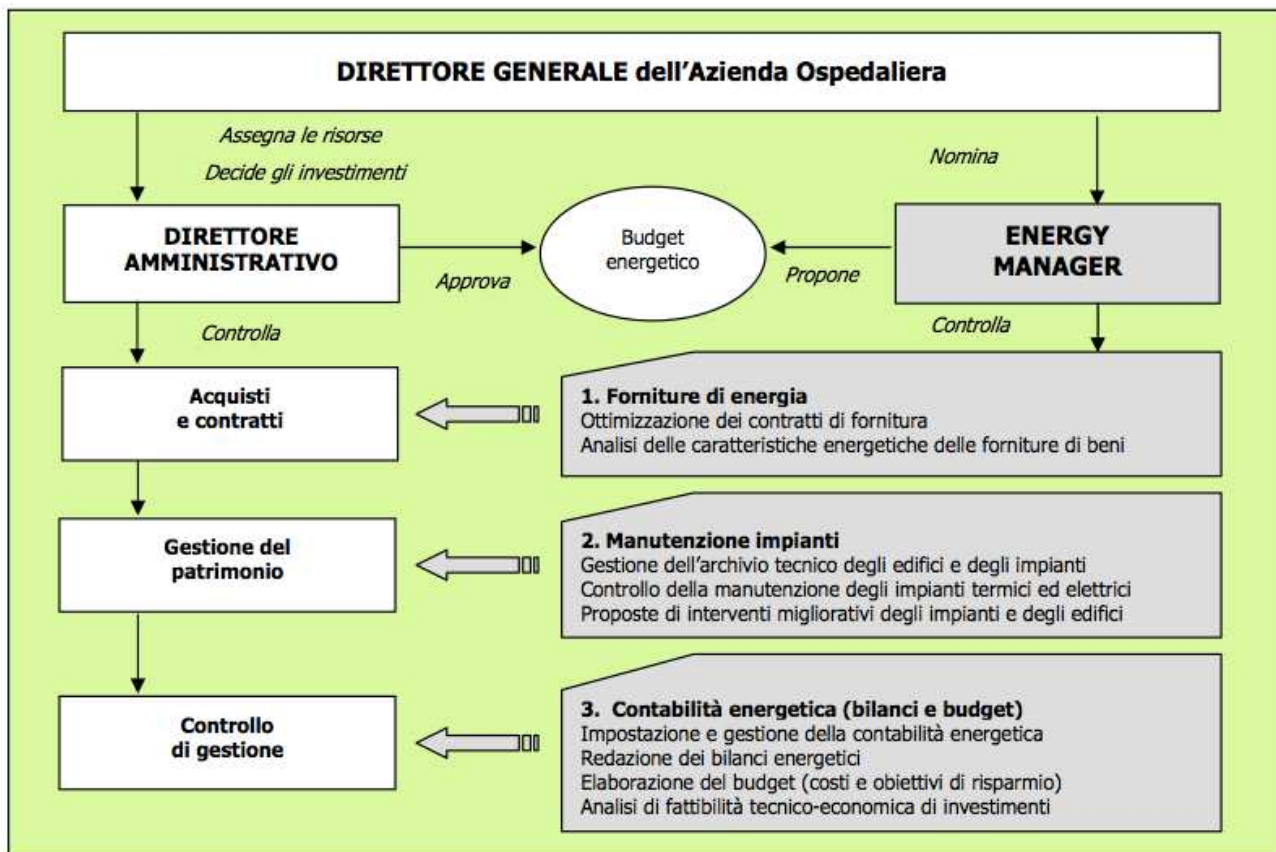 DIRETTORE GENERALE dell'Azienda Ospedaliera
Assegna le risorse
Decide gli investimenti
Nomina
DIRETTORE
AMMINISTRATIVO
Approva
Budget
energetico
Propone
ENERGY
MANAGER
Controlla
Controlla
Acquisti
e contratti
1. Forniture di energia
Ottimizzazione dei contratti di fornitura
Analisi delle caratteristiche energetiche delle forniture di beni
Gestione del
patrimonio
2. Manutenzione impianti
Gestione dell'archivio tecnico degli edifici e degli impianti
Controllo della manutenzione degli impianti termici ed elettrici
Proposte di interventi migliorativi degli impianti e degli edifici
Controllo
di gestione
3. Contabilità energetica (bilanci e budget)
Impostazione e gestione della contabilità energetica
Redazione dei bilanci energetici
Elaborazione del budget (costi e obiettivi di risparmio)
Analisi di fattibilità tecnico-economica di investimenti